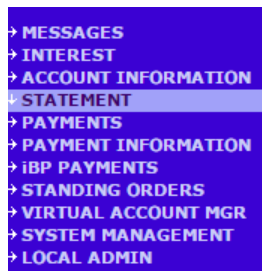 → MESSAGES
→ INTEREST
→ ACCOUNT INFORMATION
↓ STATEMENT
→ PAYMENTS
→ PAYMENT INFORMATION
→ iBP PAYMENTS
→ STANDING ORDERS
→ VIRTUAL ACCOUNT MGR
→ SYSTEM MANAGEMENT
→ LOCAL ADMIN